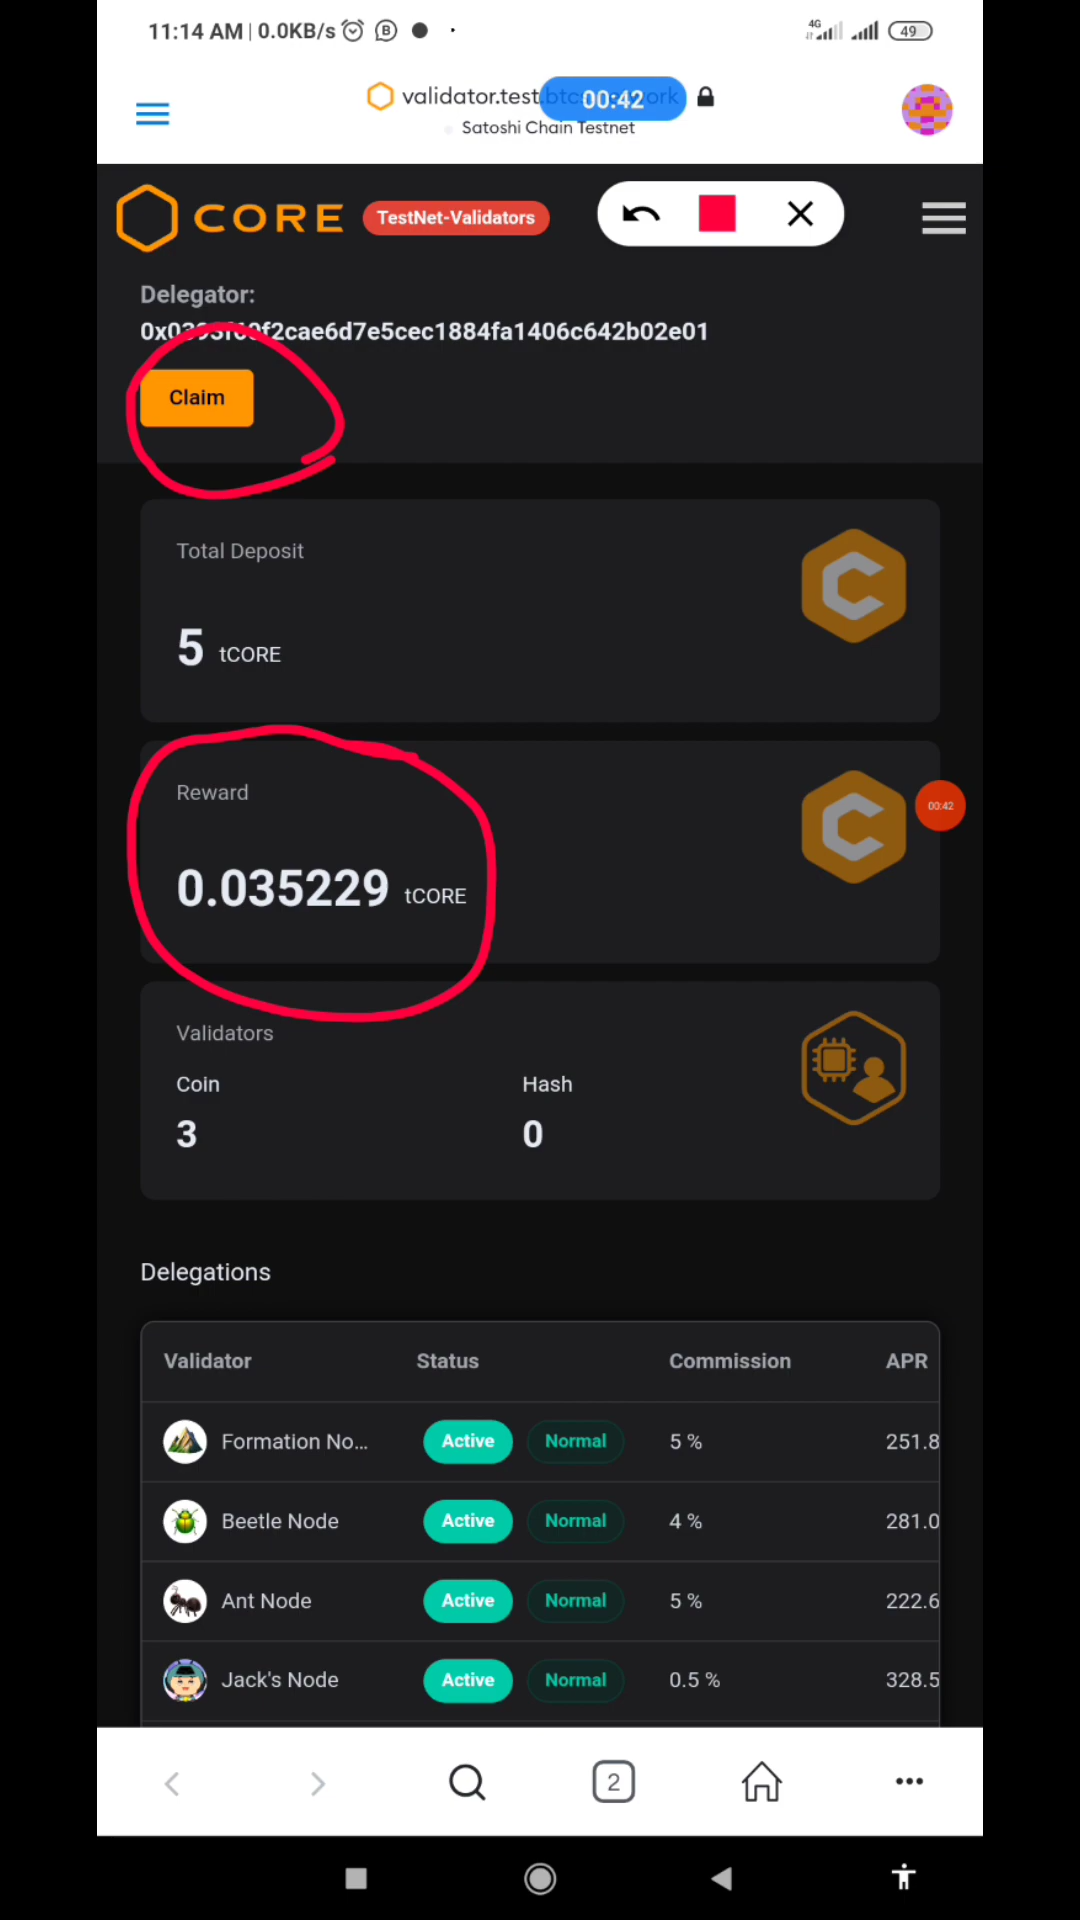 11:14 AM | 0.0KB/s B 4G 49
validator.test.btcs.network 00:42
Satoshi Chain Testnet
CORE TestNet-Validators
Delegator:
Claim
Total Deposit
5 tCORE
Reward
0.035229 tCORE
00:42
Validators
Coin Hash
3 0
Delegations
Validator Status Commission APR
Formation No... Active Normal 5 % 251.8
Beetle Node Active Normal 4 % 281.0
Ant Node Active Normal 5 % 222.6
Jack's Node Active Normal 0.5 % 328.5
2